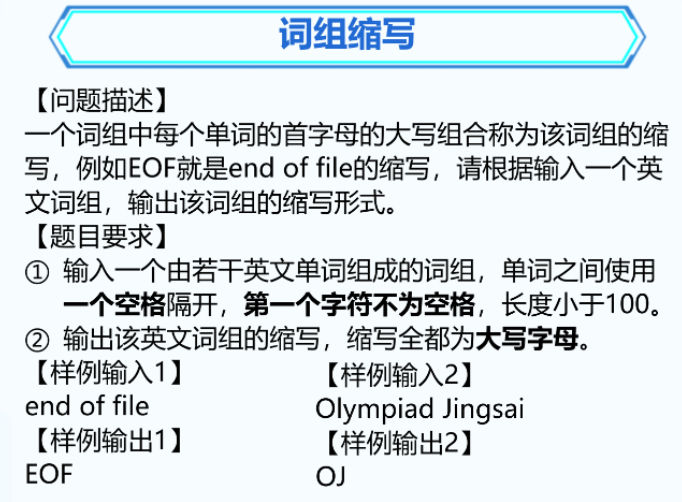 词组缩写
【问题描述】
一个词组中每个单词的首字母的大写组合称为该词组的缩
写，例如EOF就是end of file的缩写，请根据输入一个英
文词组，输出该词组的缩写形式。
【题目要求】
① 输入一个由若干英文单词组成的词组，单词之间使用
一个空格隔开，第一个字符不为空格，长度小于100。
② 输出该英文词组的缩写，缩写全都为大写字母。
【样例输入1】
end of file
【样例输出1】
EOF
【样例输入2】
Olympiad Jingsai
【样例输出2】
OJ